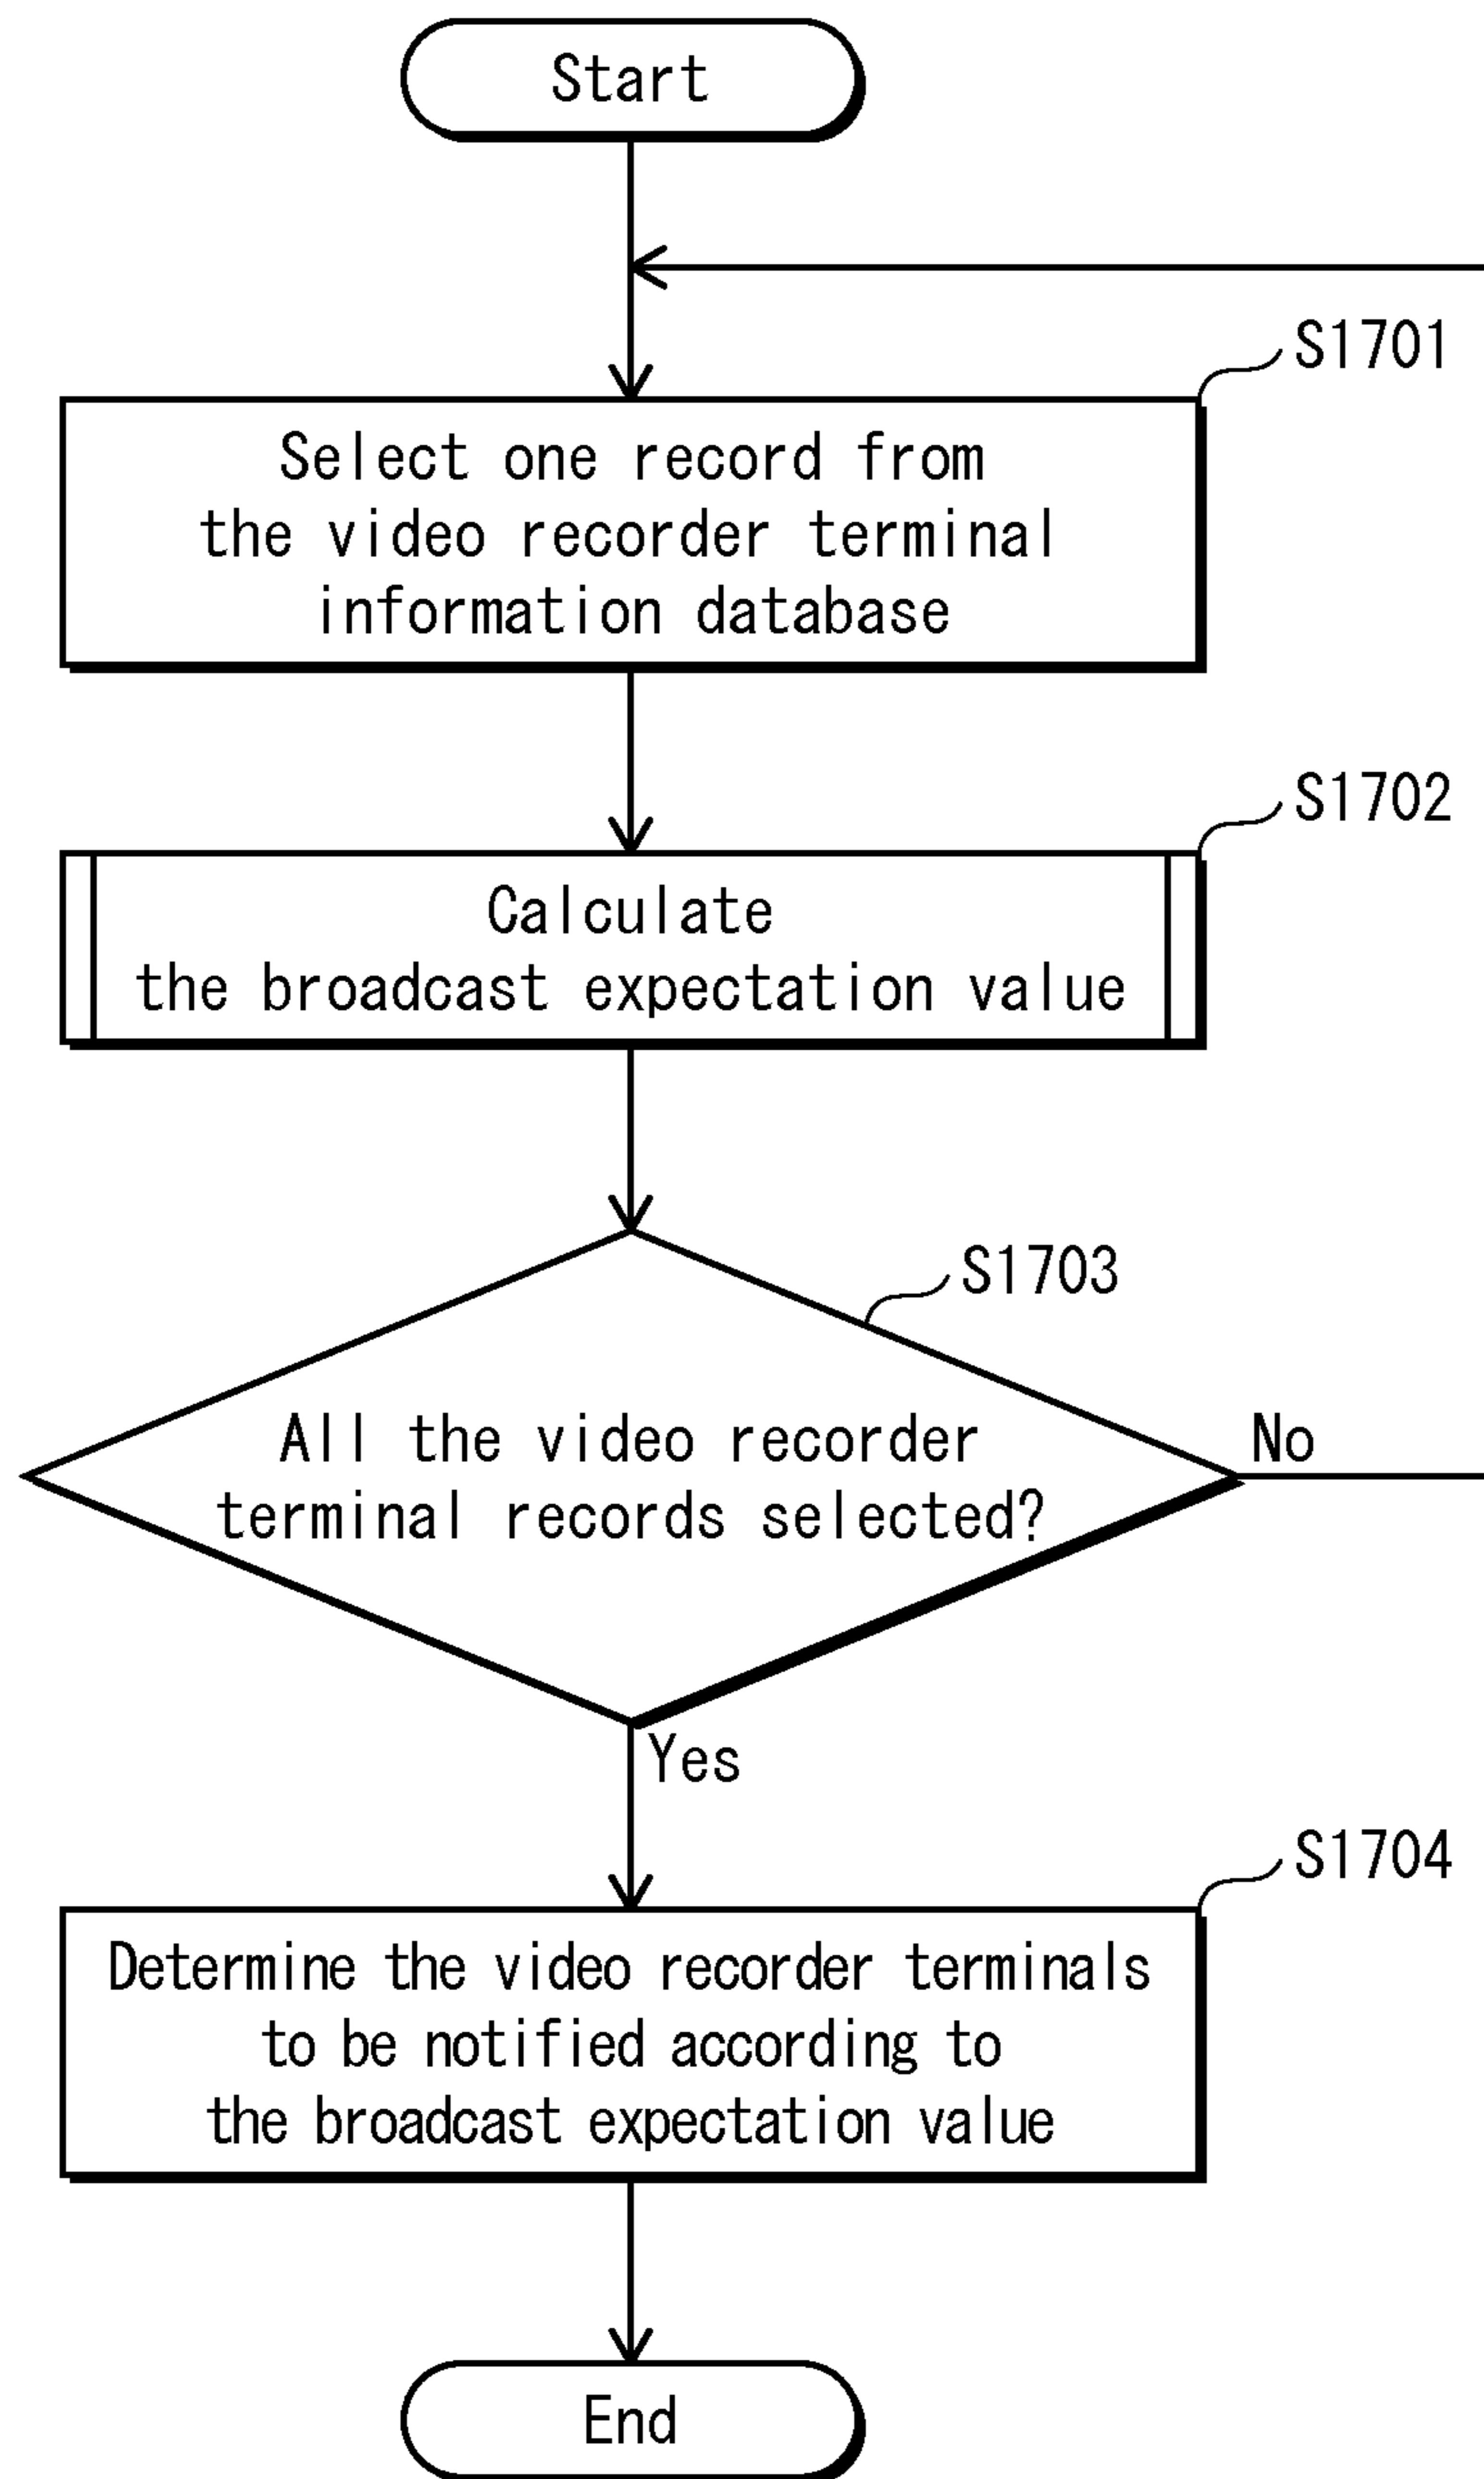 Start
S1701
Select one record from
the video recorder terminal
information database
S1702
Calculate
the broadcast expectation value
S1703
All the video recorder
terminal records selected?
No
Yes
S1704
Determine the video recorder terminals
to be notified according to
the broadcast expectation value
End